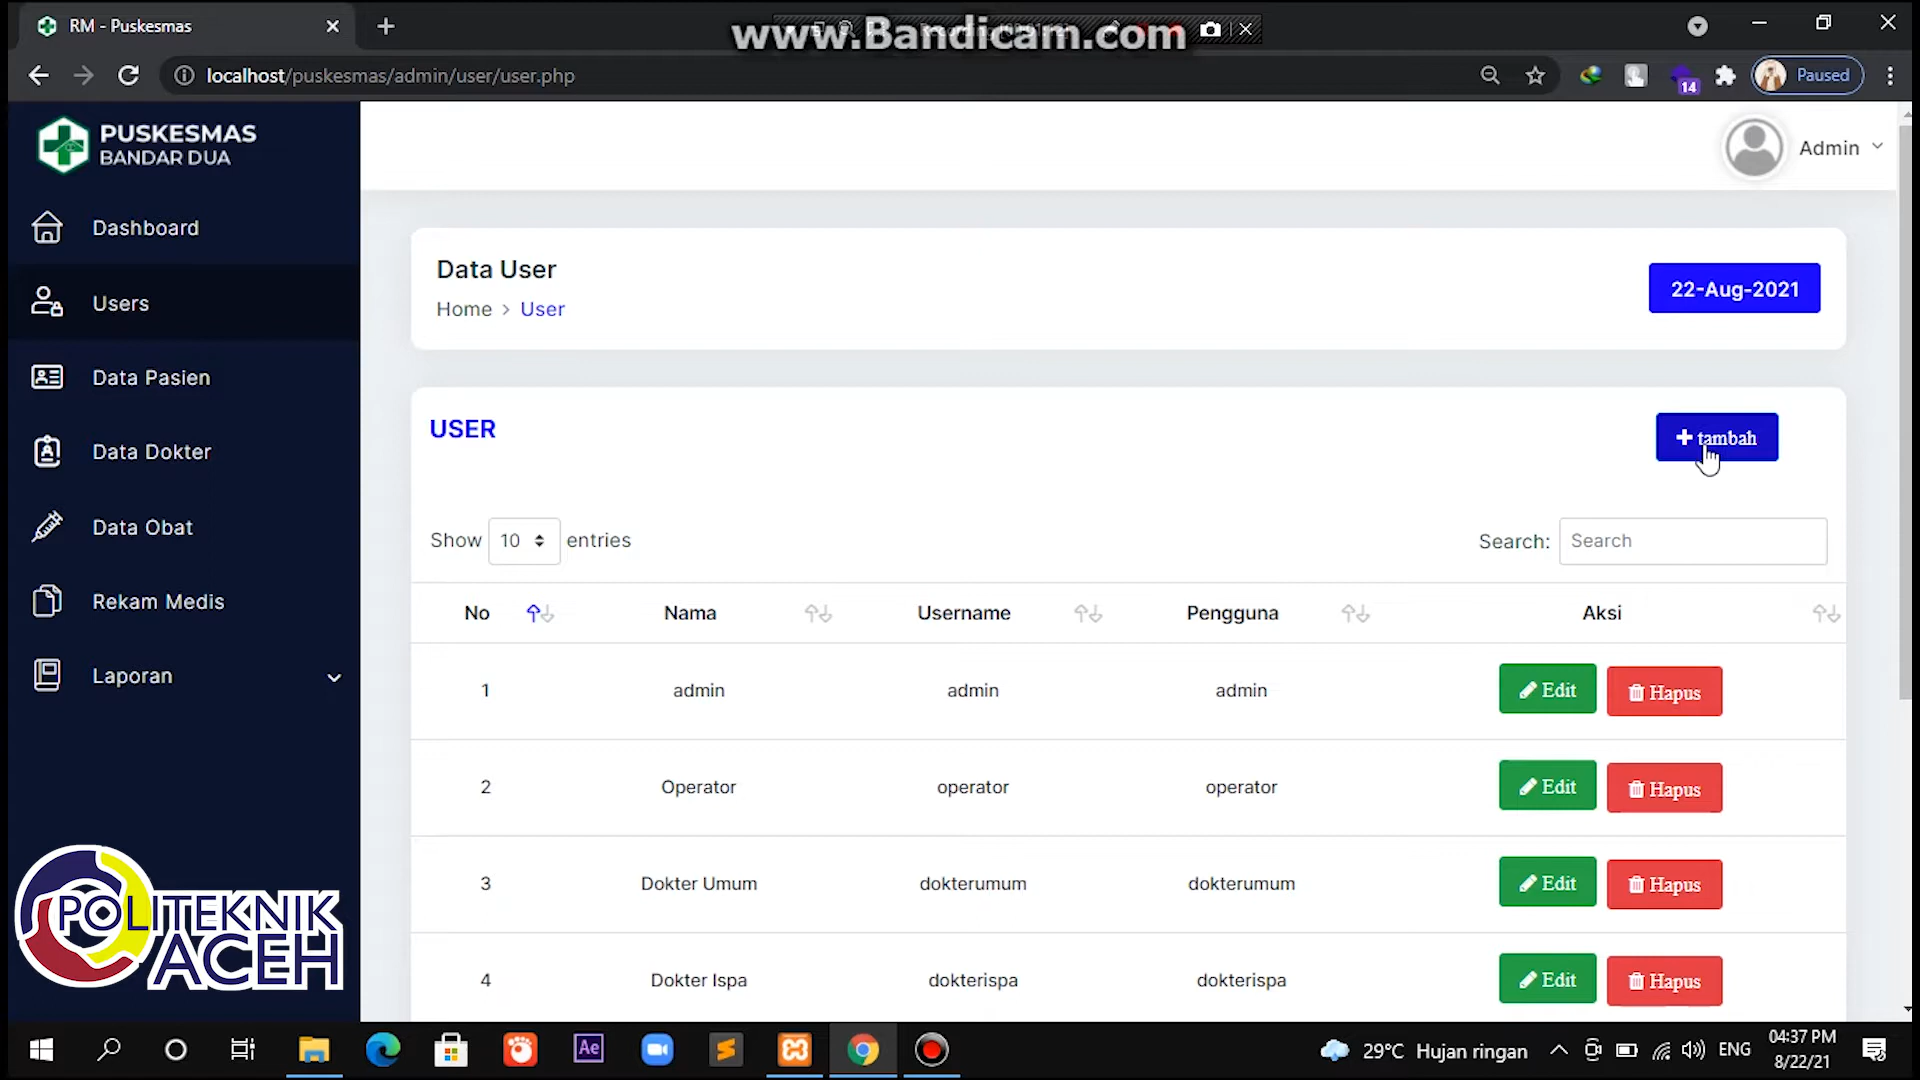 RM - Puskesmas
www.Bandicam.com
localhost/puskesmas/admin/user/user.php
14
Paused
PUSKESMAS
BANDAR DUA
Admin
Dashboard
Users
Data Pasien
Data Dokter
Data Obat
Rekam Medis
Laporan
Data User
Home > User
22-Aug-2021
USER
tambah
Show 10 entries
Search: Search
No Nama Username Pengguna Aksi
1 admin admin admin Edit Hapus
2 Operator operator operator Edit Hapus
3 Dokter Umum dokterumum dokterumum Edit Hapus
4 Dokter Ispa dokterispa dokterispa Edit Hapus
POLITEKNIK
ACEH
Ae
29°C Hujan ringan
ENG
04:37 PM
8/22/21